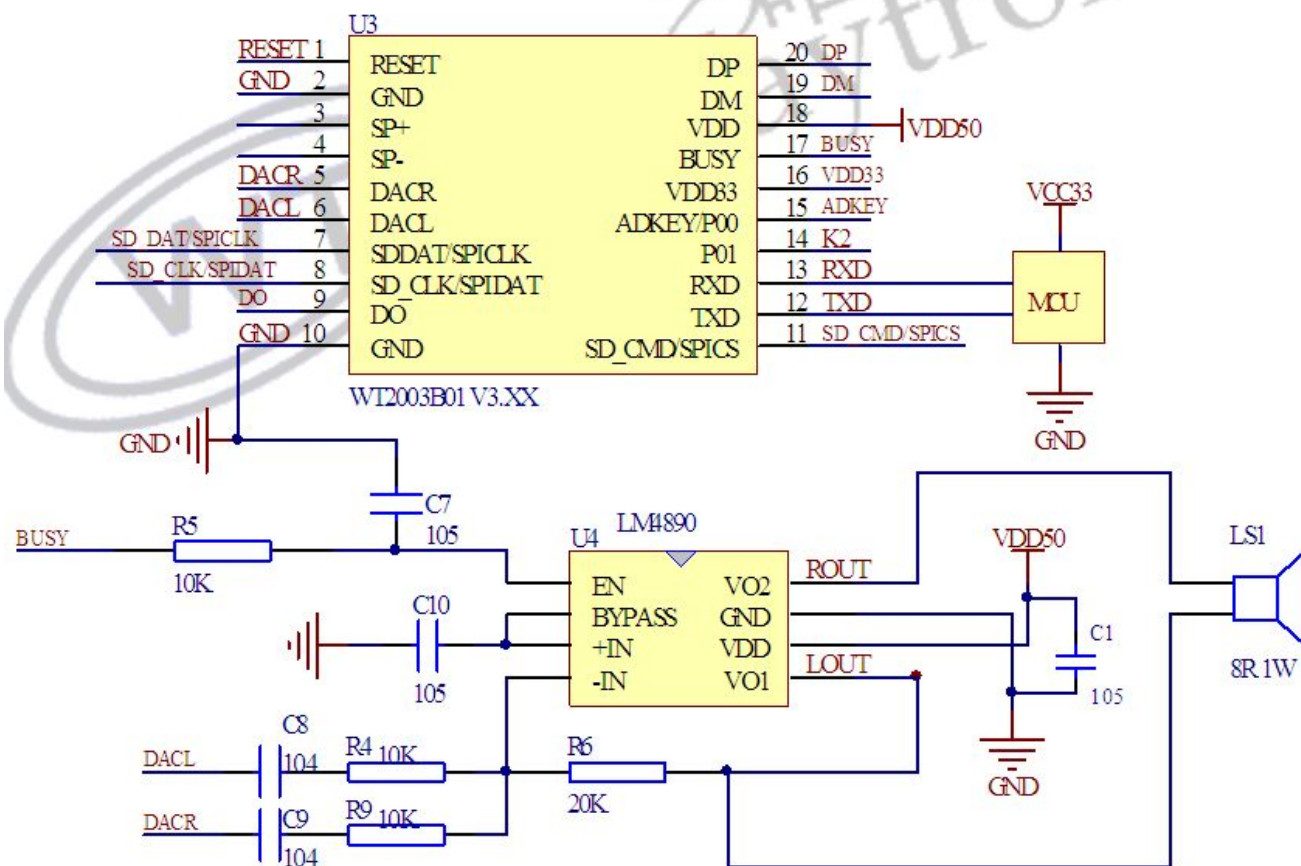 U3
RESET 1 RESET DP 20 DP
GND 2 GND DM 19 DM
3 SP+ VDD 18 VDD50
4 SP- BUSY 17 BUSY
DACR 5 DACR VDD33 16 VDD33
DACL 6 DACL ADKEY/P00 15 ADKEY
SD_DAT/SPICLK 7 SDDAT/SPICLK P01 14 K2
SD_CLK/SPIDAT 8 SD_CLK/SPIDAT RXD 13 RXD
DO 9 DO TXD 12 TXD
GND 10 GND SD_CMD/SPICS 11 SD_CMD/SPICS
WT2003B01 V3.XX
VCC33
MCU
GND
GND
C7
105
BUSY
R5
10K
U4 LM4890
EN VO2 ROUT
BYPASS GND
+IN VDD
-IN VO1 LOUT
C10
105
VDD50
C1
105
GND
LS1
8R 1W
DACL
C8
104
R4 10K
DACR
C9
104
R9 10K
R6
20K
WT